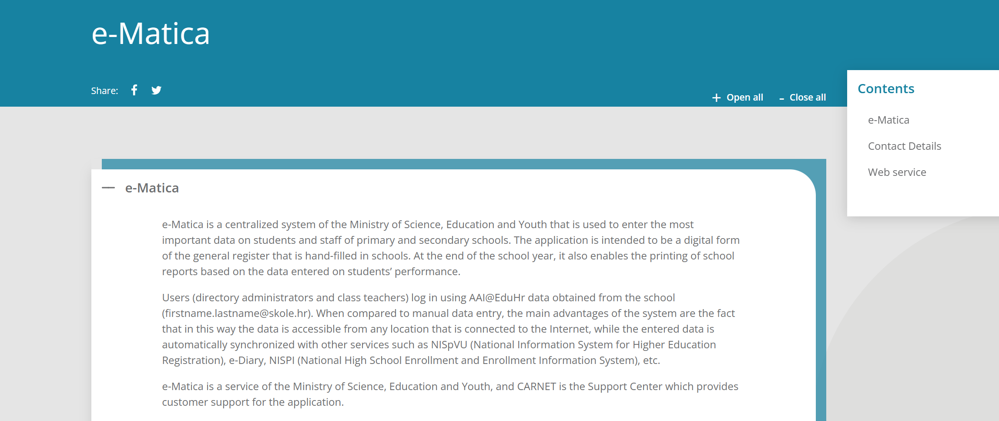 e-Matica
Share:
+ Open all
- Close all
Contents
e-Matica
Contact Details
Web service
e-Matica
e-Matica is a centralized system of the Ministry of Science, Education and Youth that is used to enter the most
important data on students and staff of primary and secondary schools. The application is intended to be a digital form
of the general register that is hand-filled in schools. At the end of the school year, it also enables the printing of school
reports based on the data entered on students’ performance.
Users (directory administrators and class teachers) log in using AAI@EduHr data obtained from the school
(firstname.lastname@skole.hr). When compared to manual data entry, the main advantages of the system are the fact
that in this way the data is accessible from any location that is connected to the Internet, while the entered data is
automatically synchronized with other services such as NISpVU (National Information System for Higher Education
Registration), e-Diary, NISPI (National High School Enrollment and Enrollment Information System), etc.
e-Matica is a service of the Ministry of Science, Education and Youth, and CARNET is the Support Center which provides
customer support for the application.